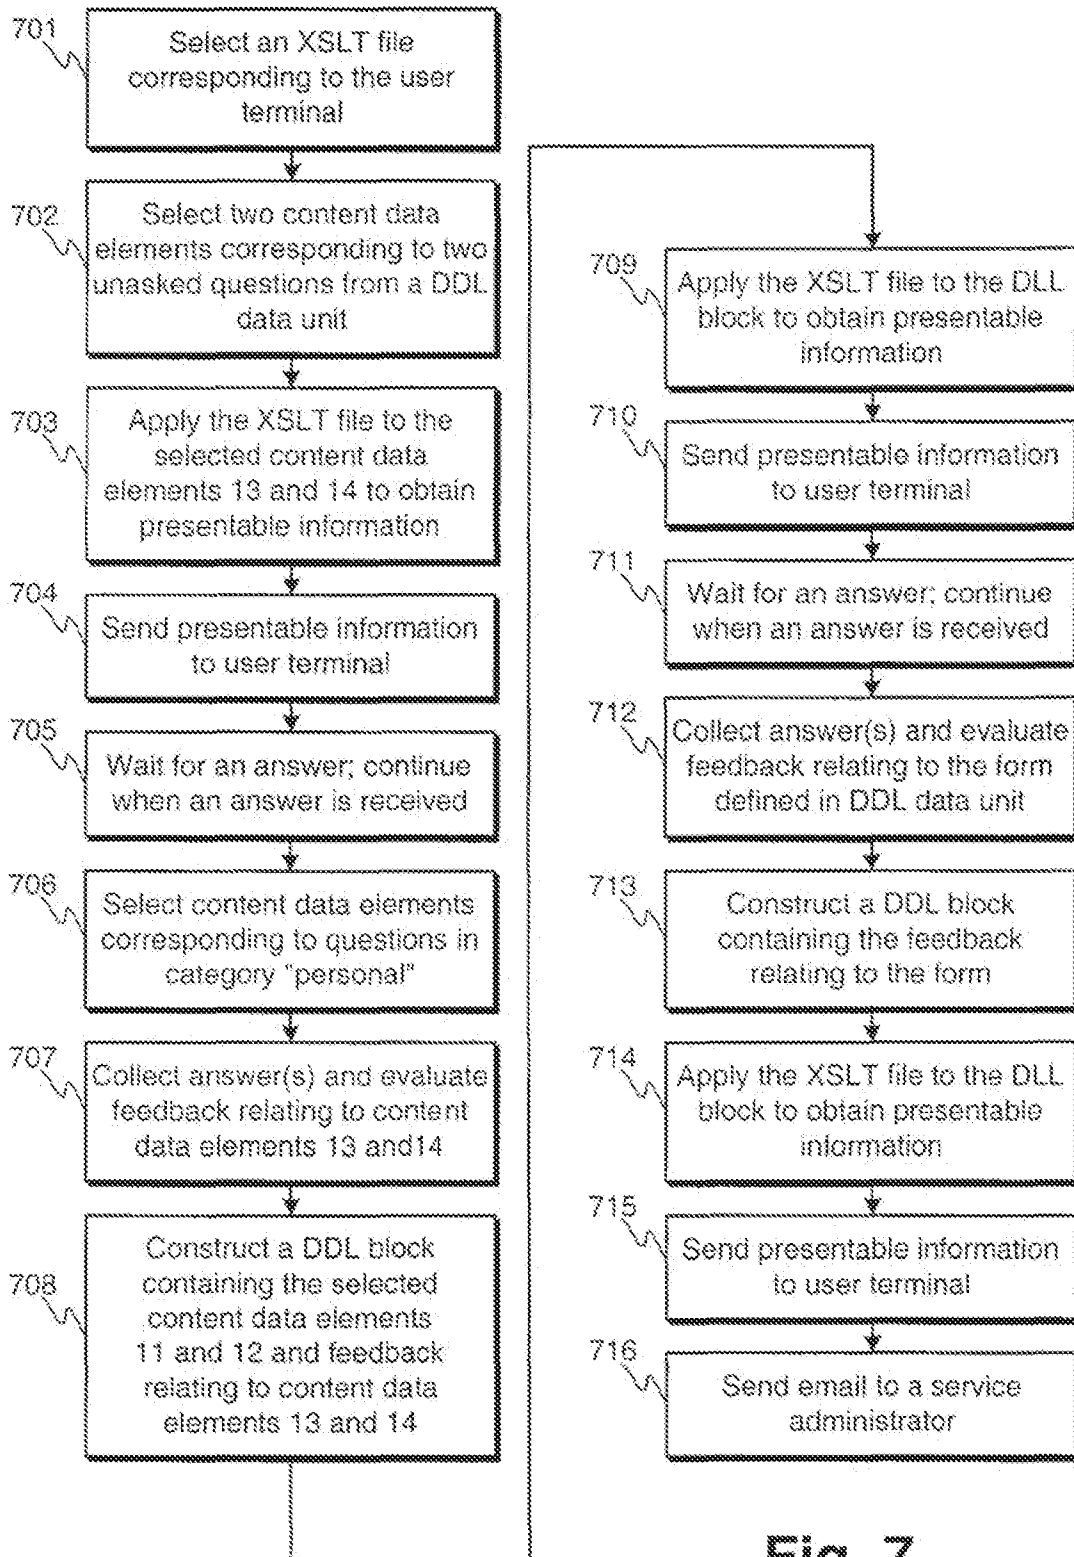 701
Select an XSLT file
corresponding to the user
terminal
702
Select two content data
elements corresponding to two
unasked questions from a DDL
data unit
703
Apply the XSLT file to the
selected content data
elements 13 and 14 to obtain
presentable information
704
Send presentable information
to user terminal
705
Wait for an answer; continue
when an answer is received
706
Select content data elements
corresponding to questions in
category "personal"
707
Collect answer(s) and evaluate
feedback relating to content
data elements 13 and14
708
Construct a DDL block
containing the selected
content data elements
11 and 12 and feedback
relating to content data
elements 13 and 14
709
Apply the XSLT file to the DLL
block to obtain presentable
information
710
Send presentable information
to user terminal
711
Wait for an answer; continue
when an answer is received
712
Collect answer(s) and evaluate
feedback relating to the form
defined in DDL data unit
713
Construct a DDL block
containing the feedback
relating to the form
714
Apply the XSLT file to the DLL
block to obtain presentable
information
715
Send presentable information
to user terminal
716
Send email to a service
administrator
Fig. 7